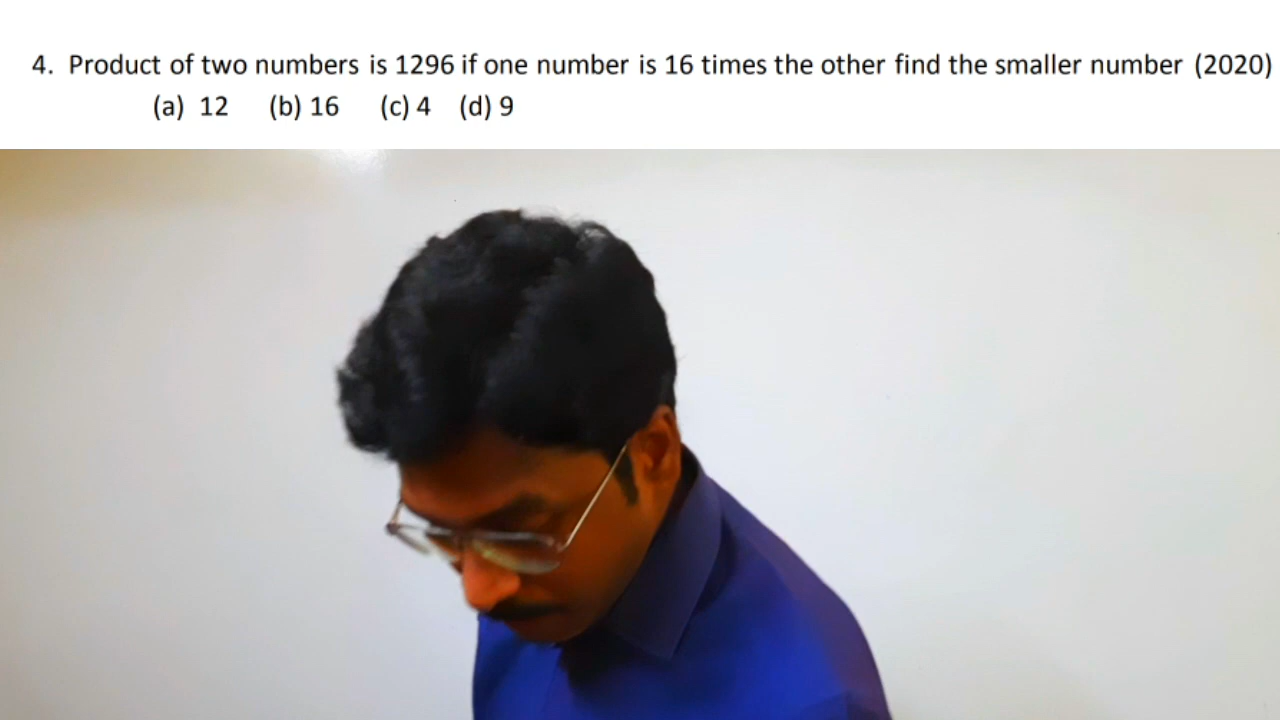 4. Product of two numbers is 1296 if one number is 16 times the other find the smaller number (2020)
(a) 12 (b) 16 (c) 4 (d) 9